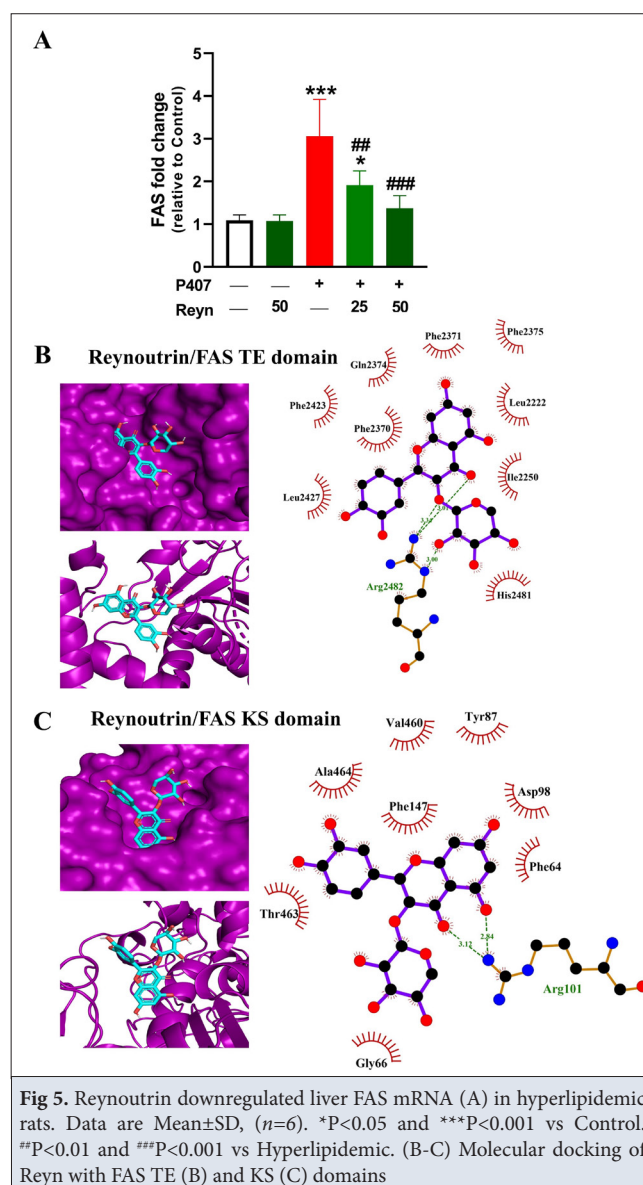 A
FAS fold change
(relative to Control)
5
4
3
2
1
0
***
##
*
###
P407 — — + + +
Reyn — 50 — 25 50
B
Reynoutrin/FAS TE domain
Phe2371
Phe2375
Gln2374
Phe2423
Phe2370
Leu2222
Leu2427
Ile2250
3.00
Arg2482
His2481
C
Reynoutrin/FAS KS domain
Val460
Tyr87
Ala464
Phe147
Asp98
Phe64
Thr463
3.12
2.84
Arg101
Gly66
Fig 5. Reynoutrin downregulated liver FAS mRNA (A) in hyperlipidemic
rats. Data are Mean±SD, (n=6). *P<0.05 and ***P<0.001 vs Control.
##P<0.01 and ###P<0.001 vs Hyperlipidemic. (B-C) Molecular docking of
Reyn with FAS TE (B) and KS (C) domains